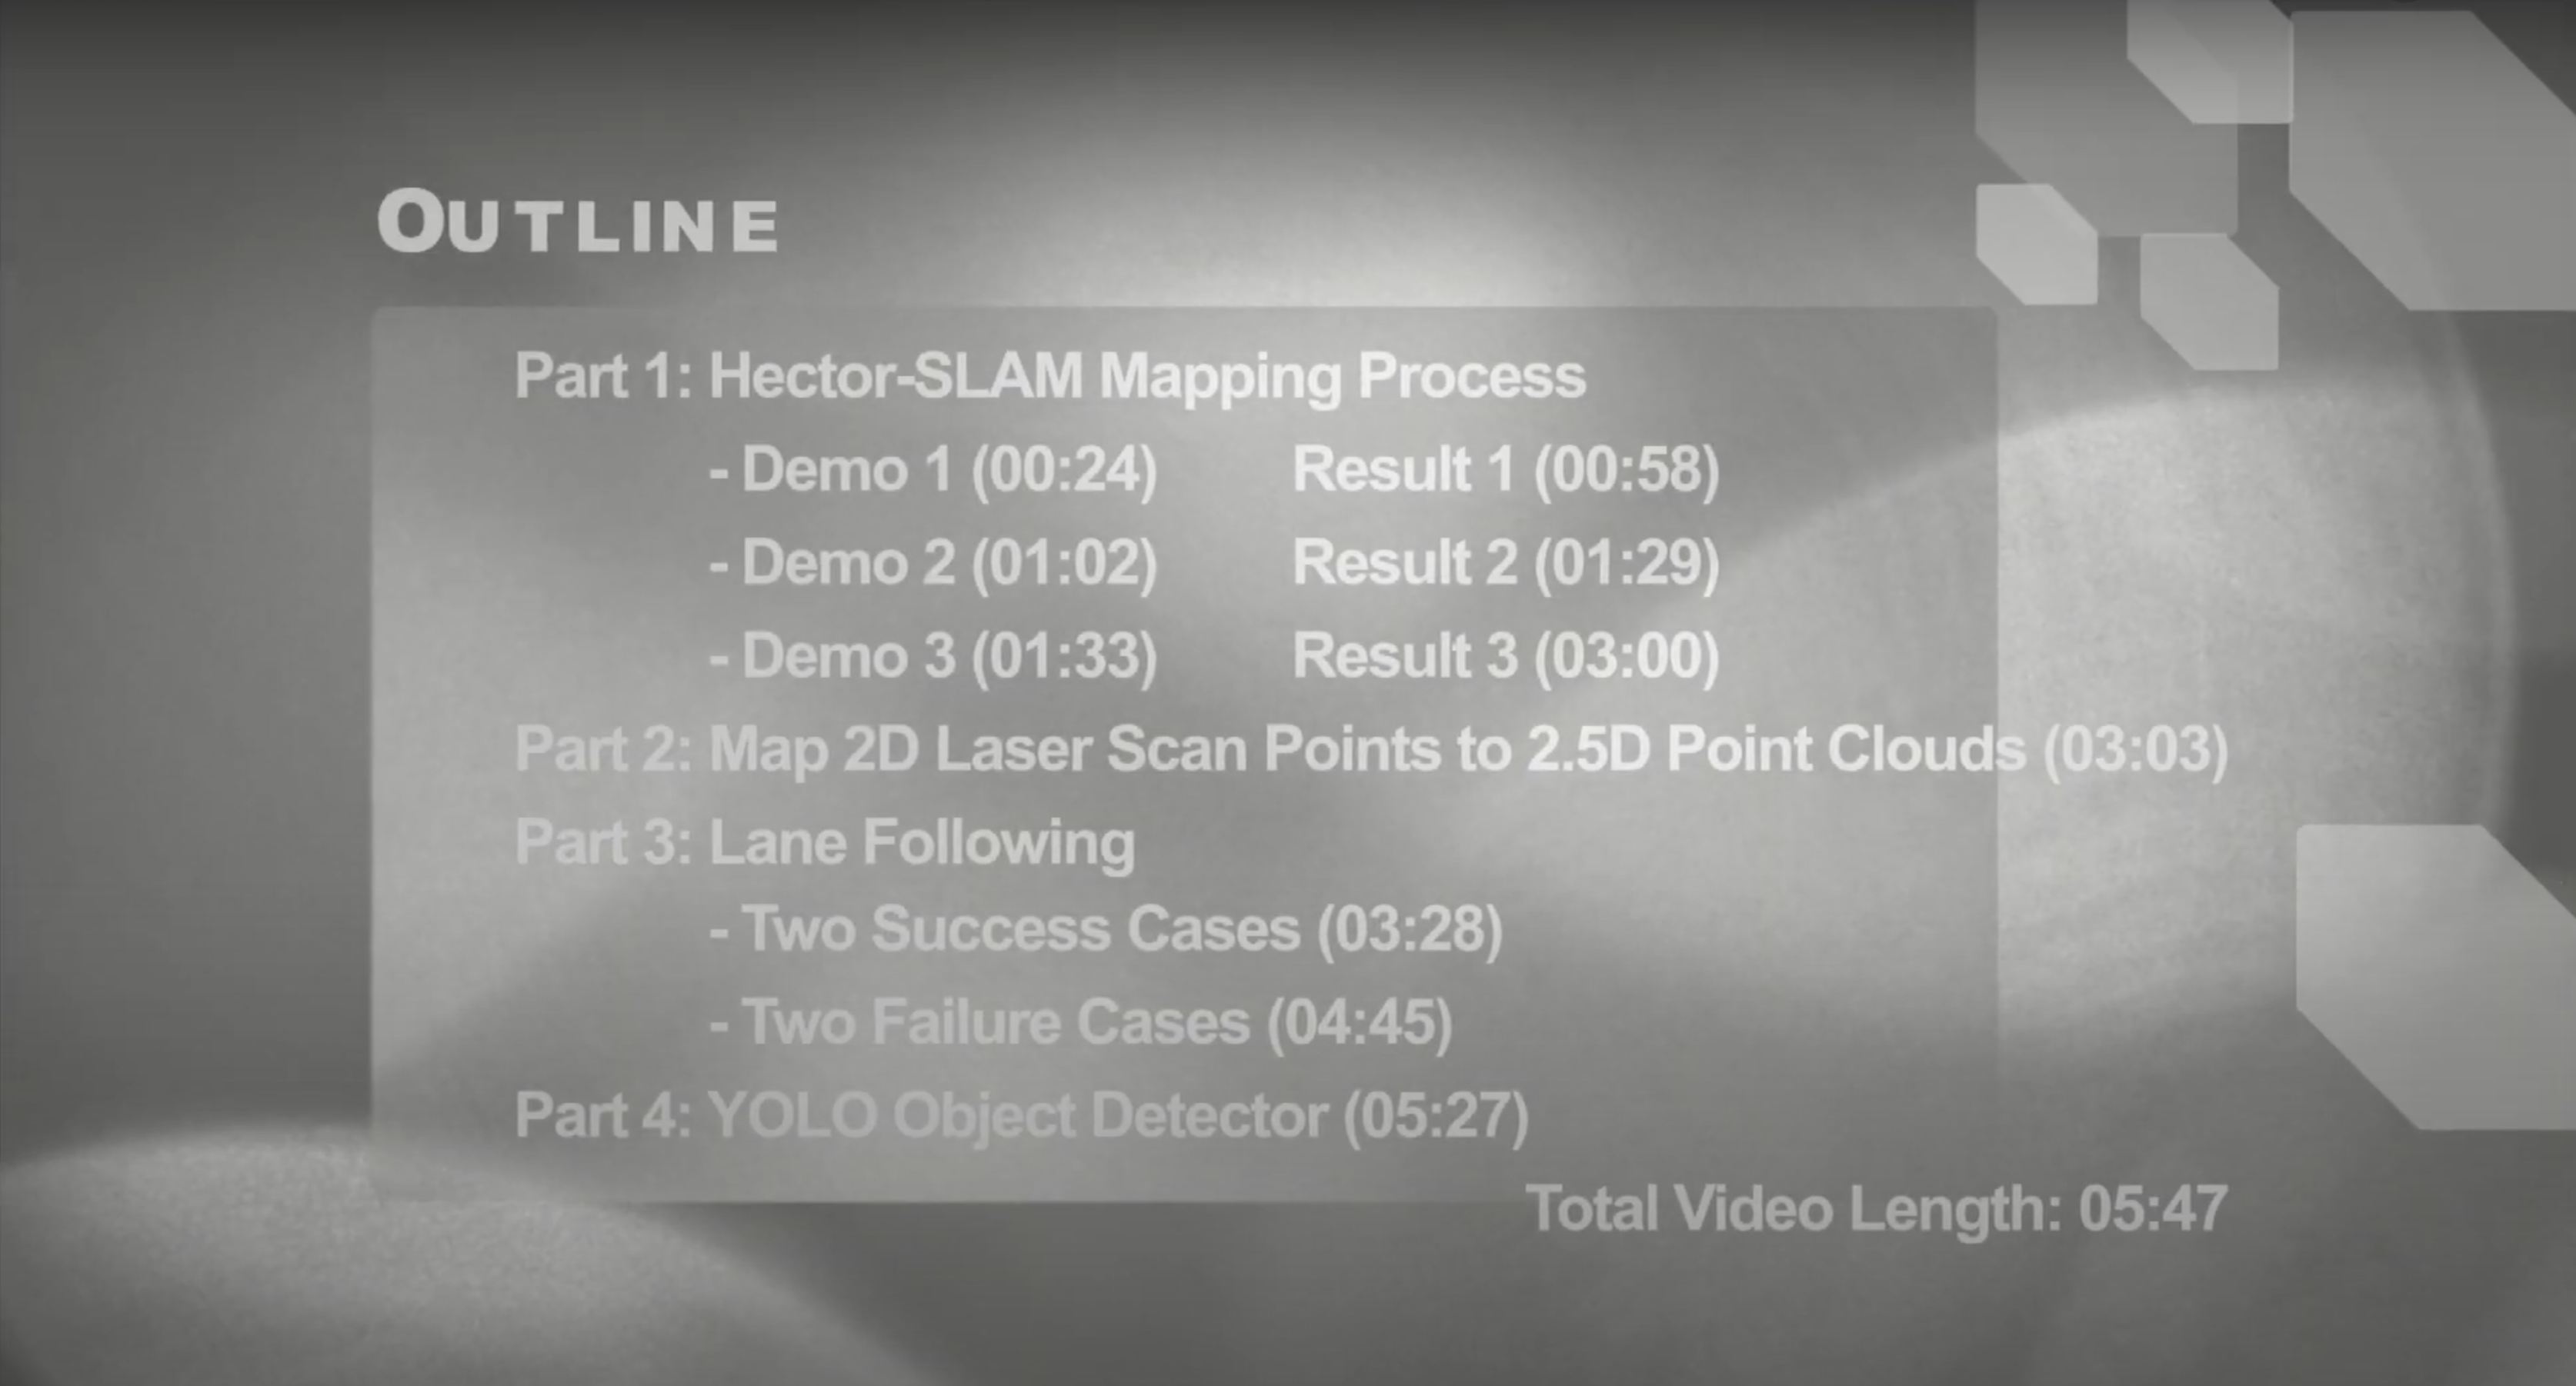 OUTLINE
Part 1: Hector-SLAM Mapping Process
- Demo 1 (00:24) Result 1 (00:58)
- Demo 2 (01:02) Result 2 (01:29)
- Demo 3 (01:33) Result 3 (03:00)
Part 2: Map 2D Laser Scan Points to 2.5D Point Clouds (03:03)
Part 3: Lane Following
- Two Success Cases (03:28)
- Two Failure Cases (04:45)
Part 4: YOLO Object Detector (05:27)
Total Video Length: 05:47